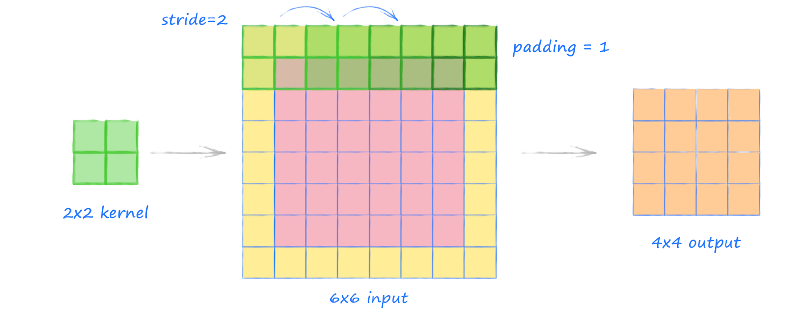 stride=2
padding = 1
2x2 kernel
6x6 input
4x4 output